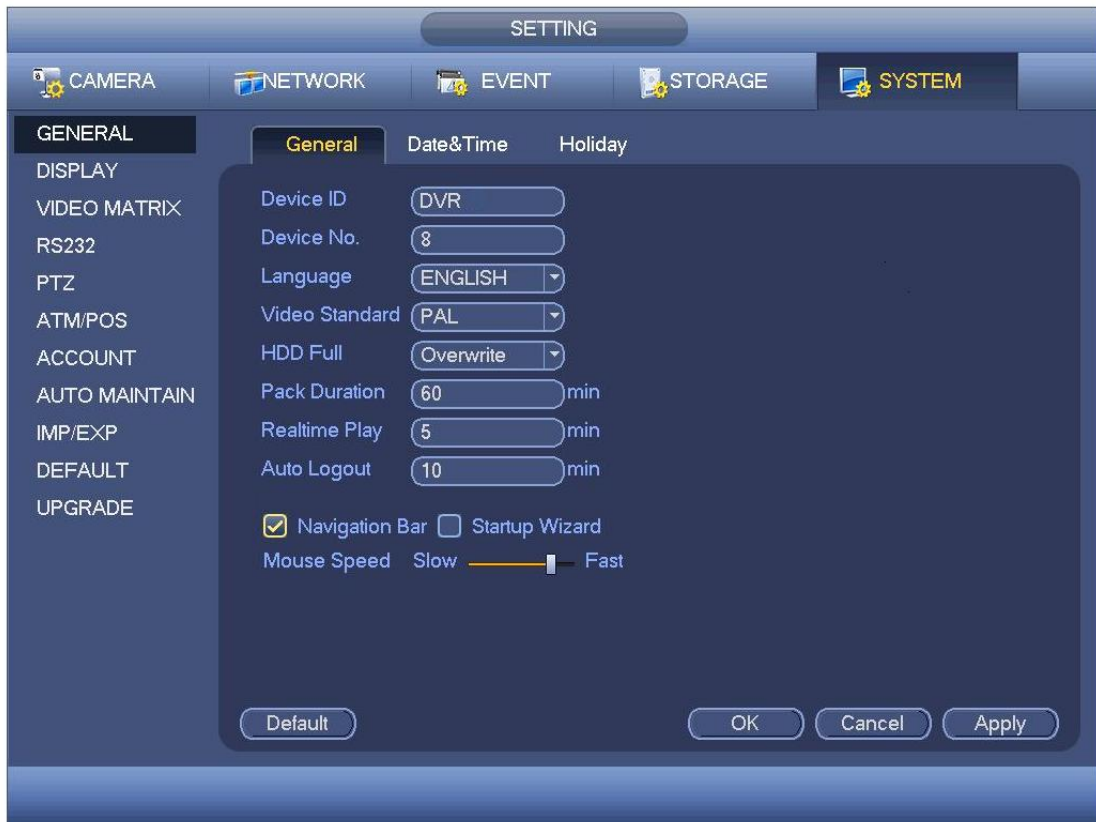 SETTING
CAMERA NETWORK EVENT STORAGE SYSTEM
GENERAL
DISPLAY
VIDEO MATRIX
RS232
PTZ
ATM/POS
ACCOUNT
AUTO MAINTAIN
IMP/EXP
DEFAULT
UPGRADE
General Date&Time Holiday
Device ID DVR
Device No. 8
Language ENGLISH
Video Standard PAL
HDD Full Overwrite
Pack Duration 60 min
Realtime Play 5 min
Auto Logout 10 min
Navigation Bar Startup Wizard
Mouse Speed Slow Fast
Default OK Cancel Apply